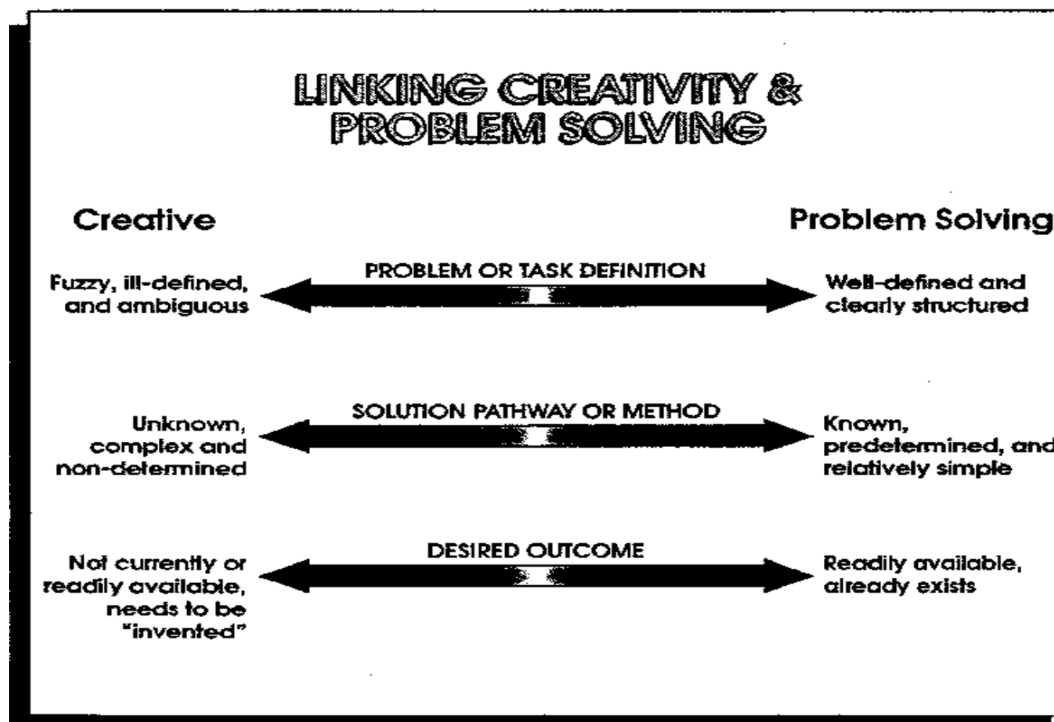 LINKING CREATIVITY &
PROBLEM SOLVING
Creative
Problem Solving
PROBLEM OR TASK DEFINITION
Fuzzy, ill-defined,
and ambiguous
Well-defined and
clearly structured
SOLUTION PATHWAY OR METHOD
Unknown,
complex and
non-determined
Known,
predetermined, and
relatively simple
DESIRED OUTCOME
Not currently or
readily available,
needs to be
"invented"
Readily available,
already exists